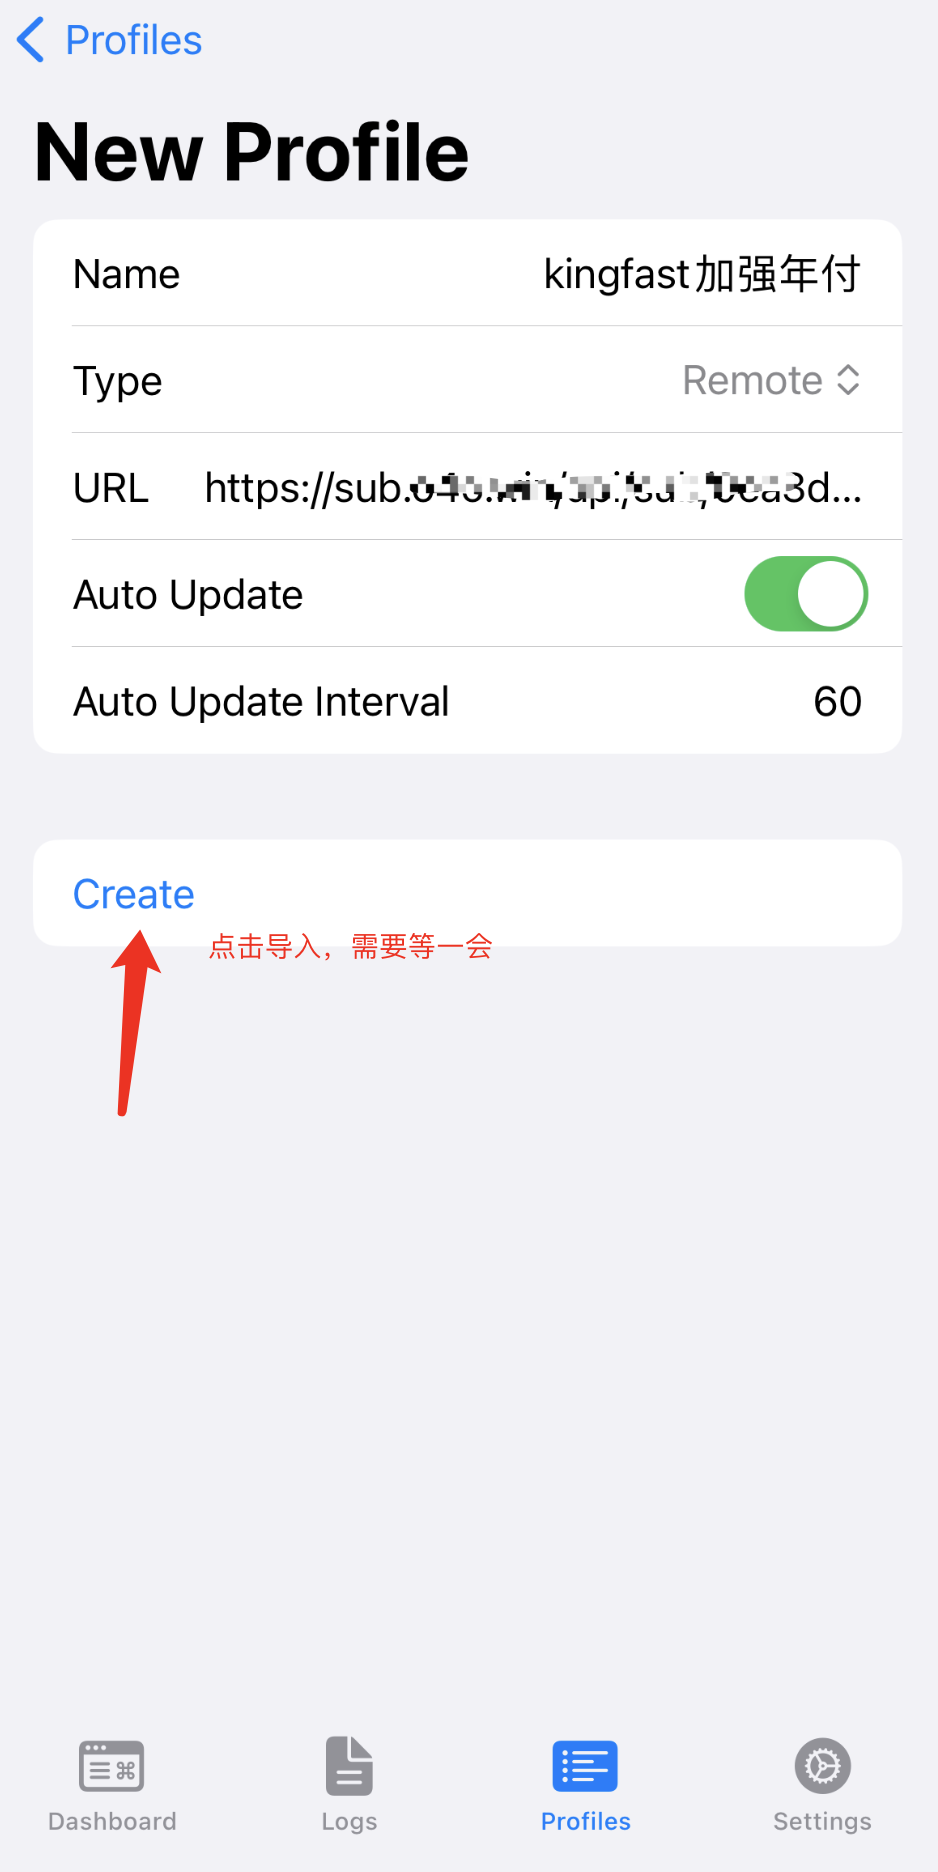 Profiles
New Profile
Name kingfast加强年付
Type Remote
URL https://sub. 3d...
Auto Update
Auto Update Interval 60
Create
点击导入，需要等一会
Dashboard Logs Profiles Settings